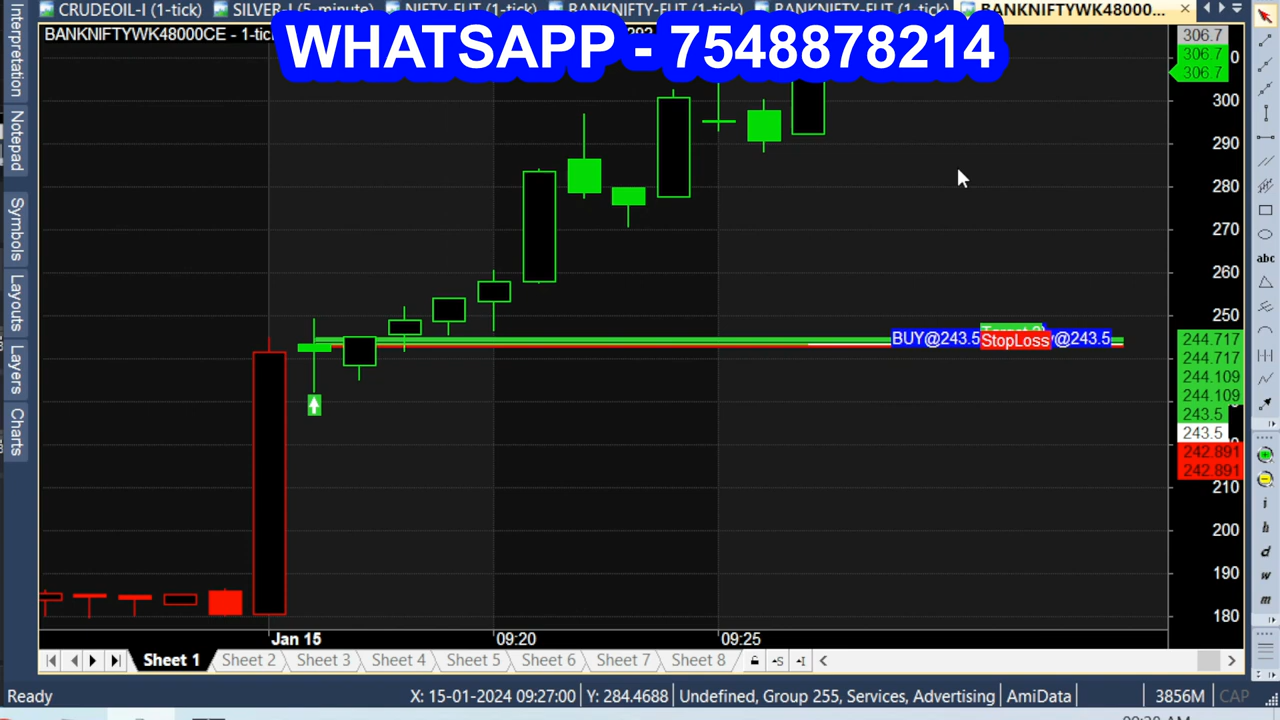 CRUDEOIL-I (1-tick)
SILVER-I (5-minute)
NIFTY-FUT (1-tick)
BANKNIFTY-FUT (1-tick)
BANKNIFTY-FUT (1-tick)
BANKNIFTYWK48000...
BANKNIFTYWK48000CE - 1-tic
WHATSAPP - 7548878214
Interpretation
Notepad
Symbols
Layouts
Layers
Charts
306.7
306.7
306.7
300
290
280
270
260
250
BUY@243.5
StopLoss
@243.5
244.717
244.717
244.109
244.109
243.5
243.5
242.891
242.891
210
200
190
180
abc
i
h
d
w
m
Jan 15
09:20
09:25
Sheet 1
Sheet 2
Sheet 3
Sheet 4
Sheet 5
Sheet 6
Sheet 7
Sheet 8
Ready
X: 15-01-2024 09:27:00
Y: 284.4688
Undefined, Group 255, Services, Advertising
AmiData
3856M
CAP